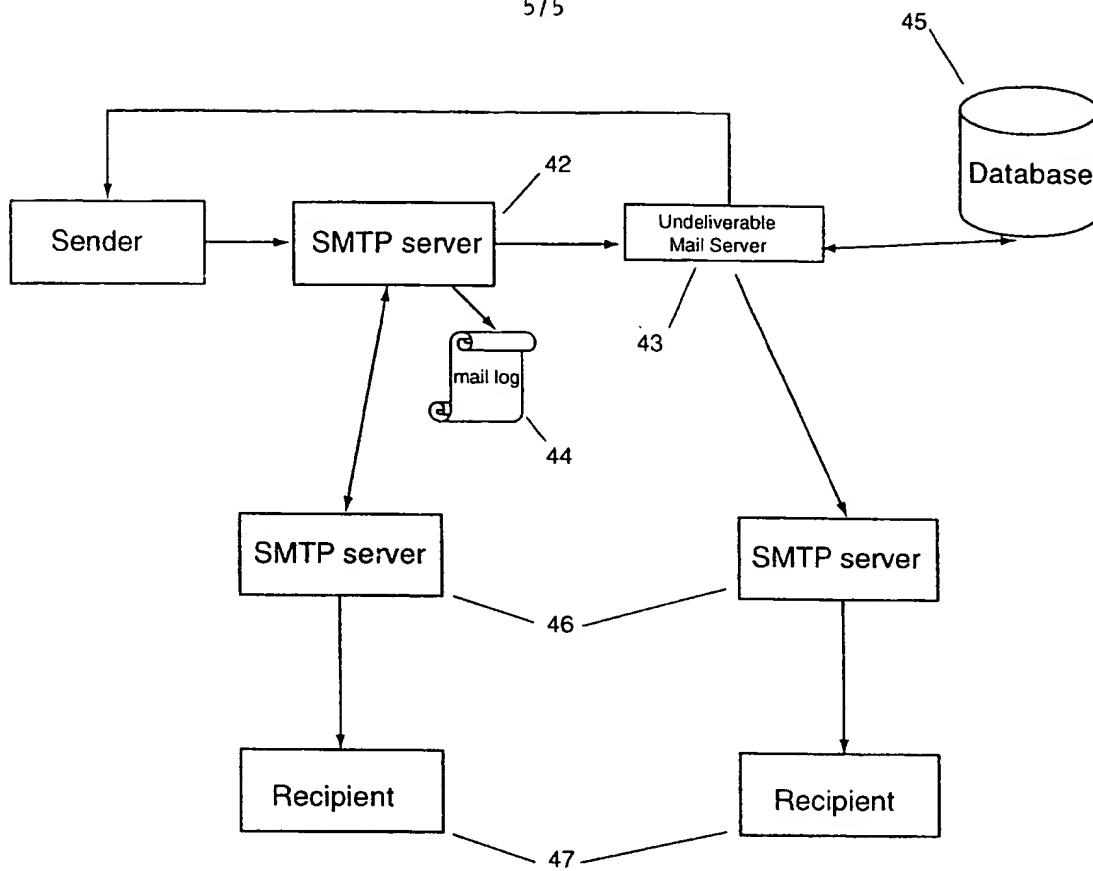 5/5
45
Database
42
Sender
SMTP server
Undeliverable
Mail Server
43
mail log
44
SMTP server
SMTP server
46
Recipient
Recipient
47